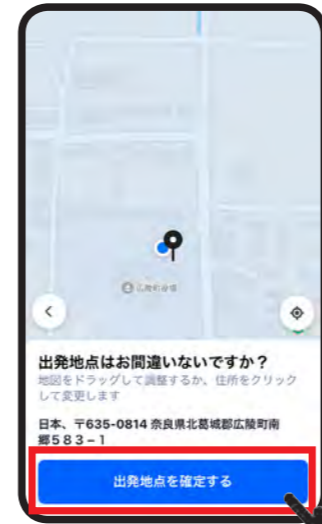 出発地点はお間違いないですか？
地図をドラッグして調整するか、住所をクリック
して変更します
日本、〒635-0814 奈良県北葛城郡広陵町南
郷５８３−１
出発地点を確定する